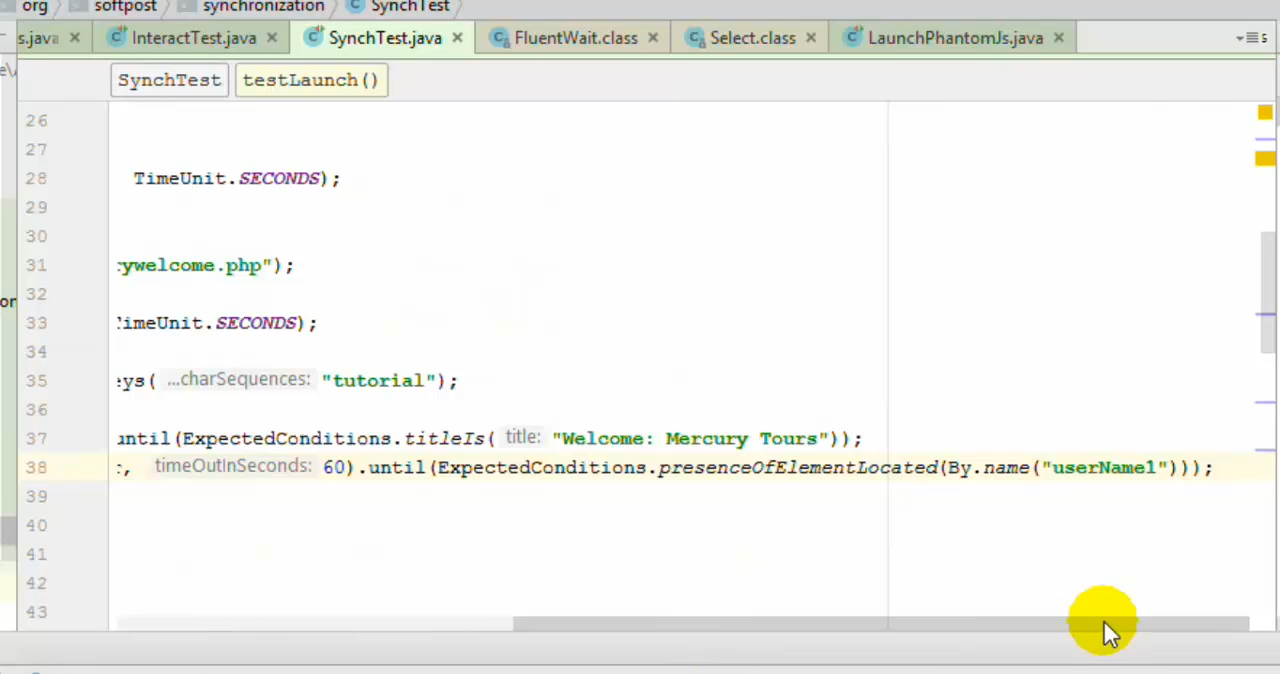 org softpost synchronization SynchTest
s.java InteractTest.java SynchTest.java FluentWait.class Select.class LaunchPhantomJs.java
SynchTest testLaunch()
26
27
28 TimeUnit.SECONDS);
29
30
31 ywelcome.php");
32
33 TimeUnit.SECONDS);
34
35 eys( ...charSequences: "tutorial");
36
37 until(ExpectedConditions.titleIs( title: "Welcome: Mercury Tours"));
38 , timeOutInSeconds: 60).until(ExpectedConditions.presenceOfElementLocated(By.name("userName1")));
39
40
41
42
43